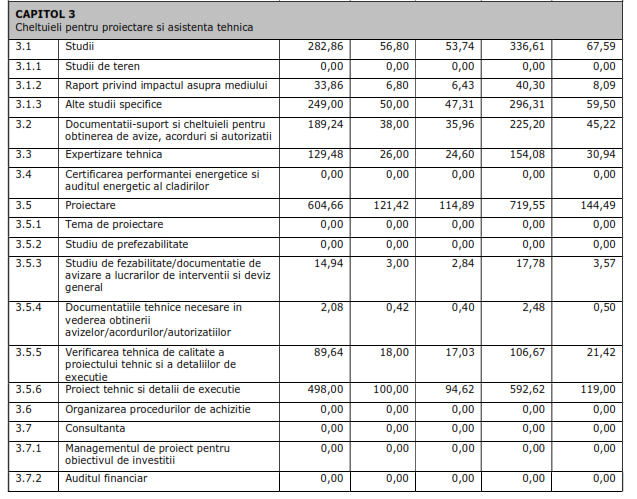 CAPITOL 3
Cheltuieli pentru proiectare si asistenta tehnica
3.1 Studii 282,86 56,80 53,74 336,61 67,59
3.1.1 Studii de teren 0,00 0,00 0,00 0,00 0,00
3.1.2 Raport privind impactul asupra mediului 33,86 6,80 6,43 40,30 8,09
3.1.3 Alte studii specifice 249,00 50,00 47,31 296,31 59,50
3.2 Documentatii-suport si cheltuieli pentru 189,24 38,00 35,96 225,20 45,22
obtinerea de avize, acorduri si autorizatii
3.3 Expertizare tehnica 129,48 26,00 24,60 154,08 30,94
3.4 Certificarea performantei energetice si 0,00 0,00 0,00 0,00 0,00
auditul energetic al cladirilor
3.5 Proiectare 604,66 121,42 114,89 719,55 144,49
3.5.1 Tema de proiectare 0,00 0,00 0,00 0,00 0,00
3.5.2 Studiu de prefezabilitate 0,00 0,00 0,00 0,00 0,00
3.5.3 Studiu de fezabilitate/documentatie de 14,94 3,00 2,84 17,78 3,57
avizare a lucrarilor de interventii si deviz
general
3.5.4 Documentatiile tehnice necesare in 2,08 0,42 0,40 2,48 0,50
vederea obtinerii
avizelor/acordurilor/autorizatiilor
3.5.5 Verificarea tehnica de calitate a 89,64 18,00 17,03 106,67 21,42
proiectului tehnic si a detaliilor de
executie
3.5.6 Proiect tehnic si detalii de executie 498,00 100,00 94,62 592,62 119,00
3.6 Organizarea procedurilor de achizitie 0,00 0,00 0,00 0,00 0,00
3.7 Consultanta 0,00 0,00 0,00 0,00 0,00
3.7.1 Managementul de proiect pentru 0,00 0,00 0,00 0,00 0,00
obiectivul de investitii
3.7.2 Auditul financiar 0,00 0,00 0,00 0,00 0,00